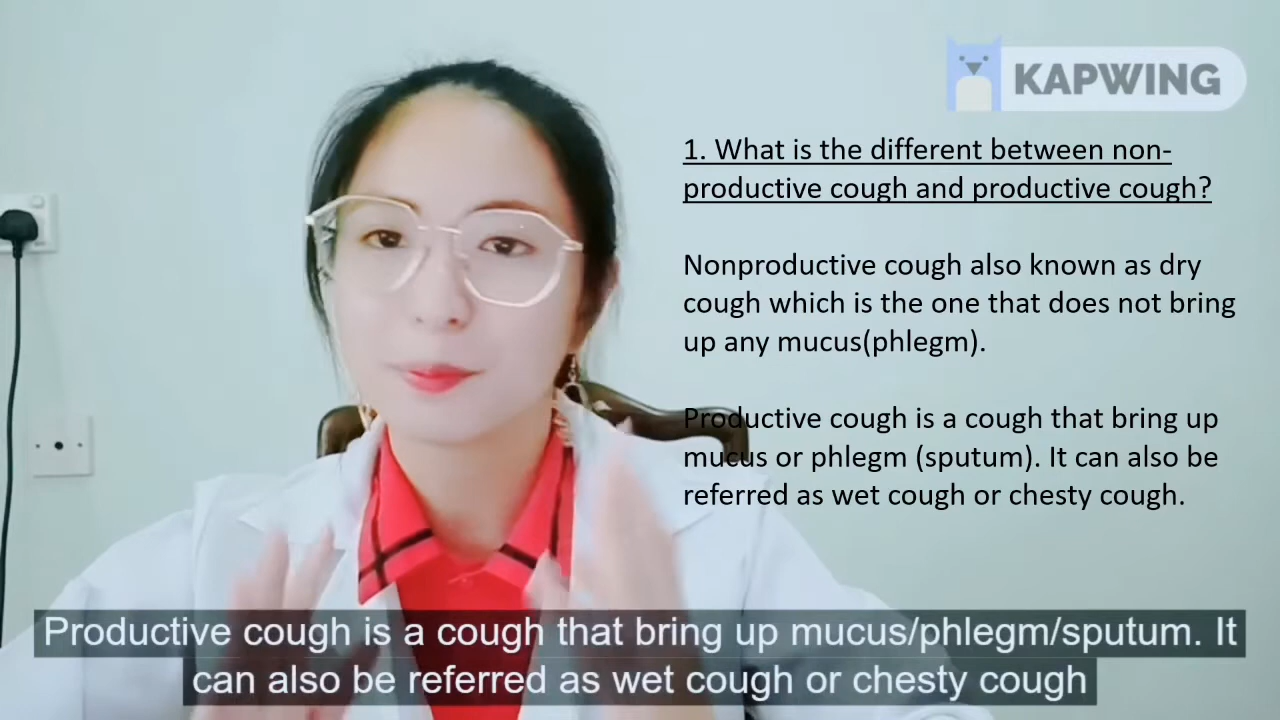 KAPWING
1. What is the different between non-
productive cough and productive cough?
Nonproductive cough also known as dry
cough which is the one that does not bring
up any mucus(phlegm).
Productive cough is a cough that bring up
mucus or phlegm (sputum). It can also be
referred as wet cough or chesty cough.
Productive cough is a cough that bring up mucus/phlegm/sputum. It
can also be referred as wet cough or chesty cough